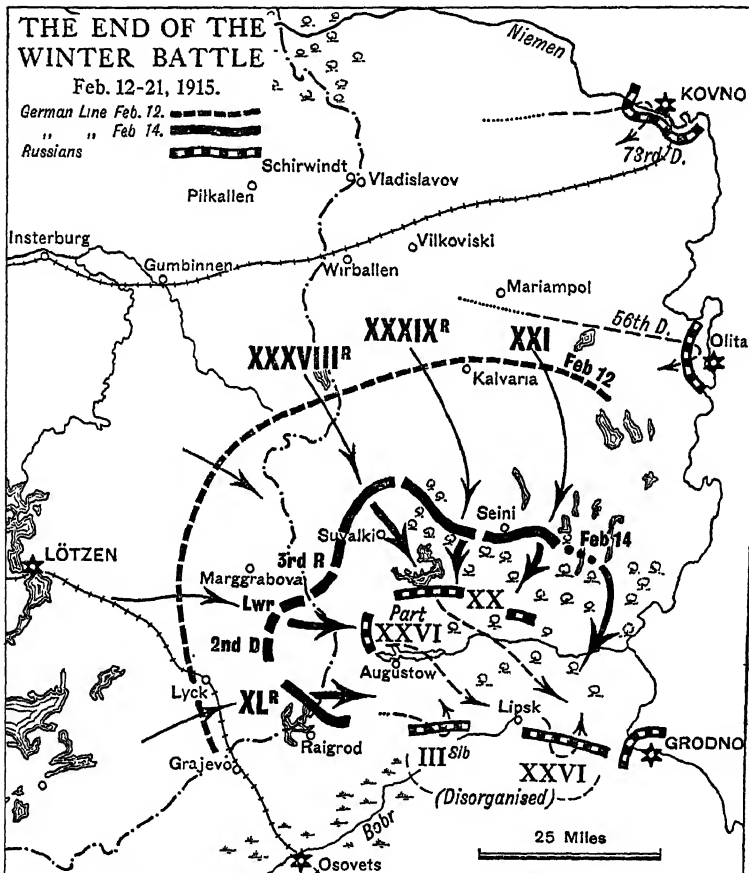 THE END OF THE
WINTER BATTLE
Feb. 12-21, 1915.
German Line Feb. 12.
" " Feb 14.
Russians
Niemen
KOVNO
73rd D.
Schirwindt
Vladislavov
Pilkallen
Insterburg
Gumbinnen
Wirballen
Vilkoviski
Mariampol
56th D.
Olita
XXXVIII R
XXXIX R
XXI
Feb 12
Kalvaria
LÖTZEN
Suvalki
Seini
Feb 14
3rd R
Marggrabova
Lwr
2nd D
Part
XXVI
XX
Augustow
Lyck
XL R
Raigrod
Lipsk
GRODNO
Grajevo
III Sib
XXVI
(Disorganised)
Bobr
25 Miles
Osovets